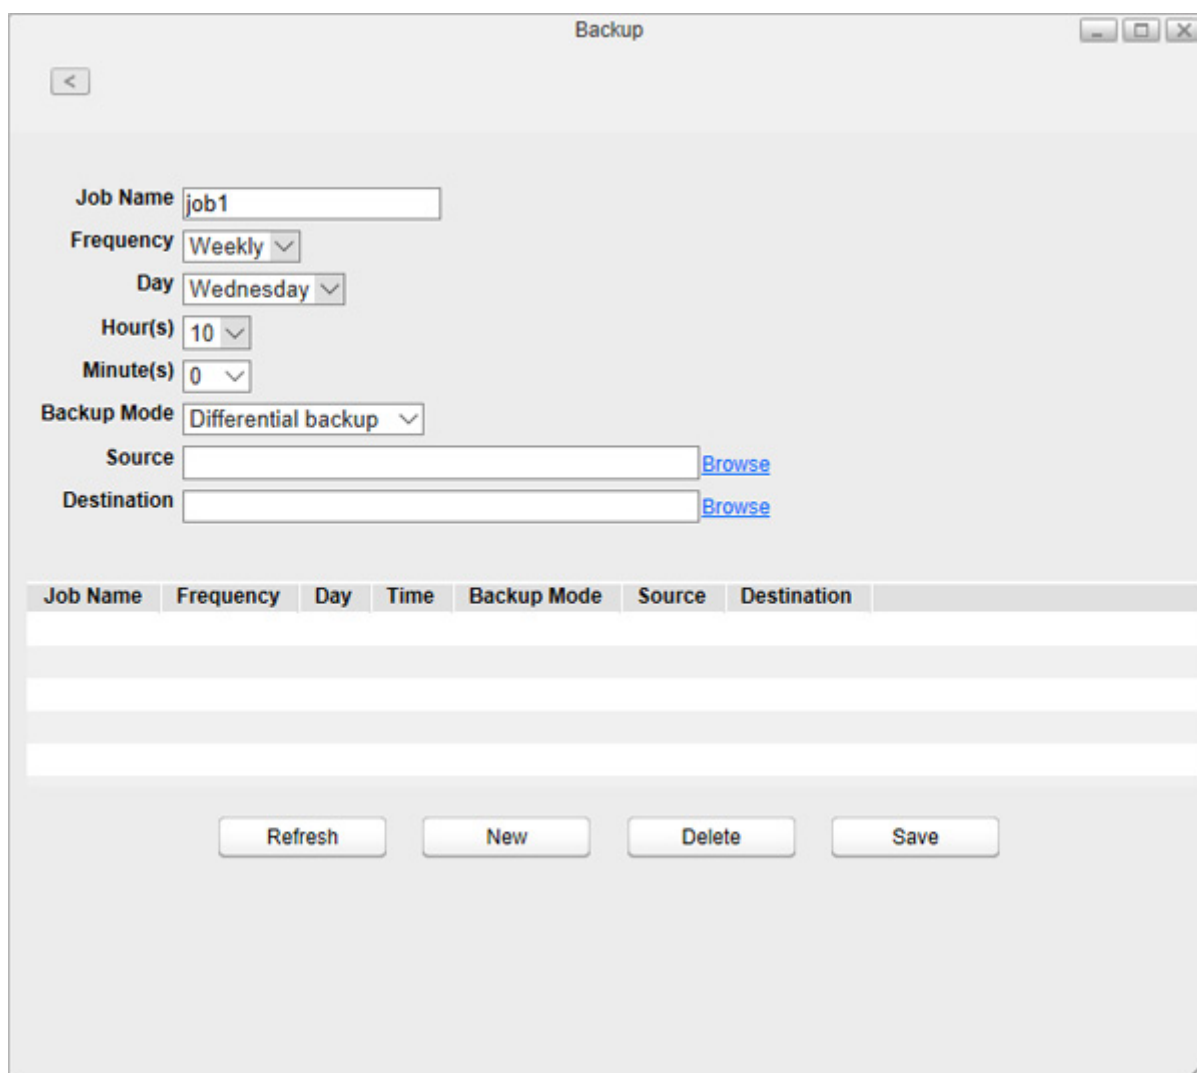 Backup
<
Job Name job1
Frequency Weekly
Day Wednesday
Hour(s) 10
Minute(s) 0
Backup Mode Differential backup
Source Browse
Destination Browse
Job Name Frequency Day Time Backup Mode Source Destination
Refresh New Delete Save